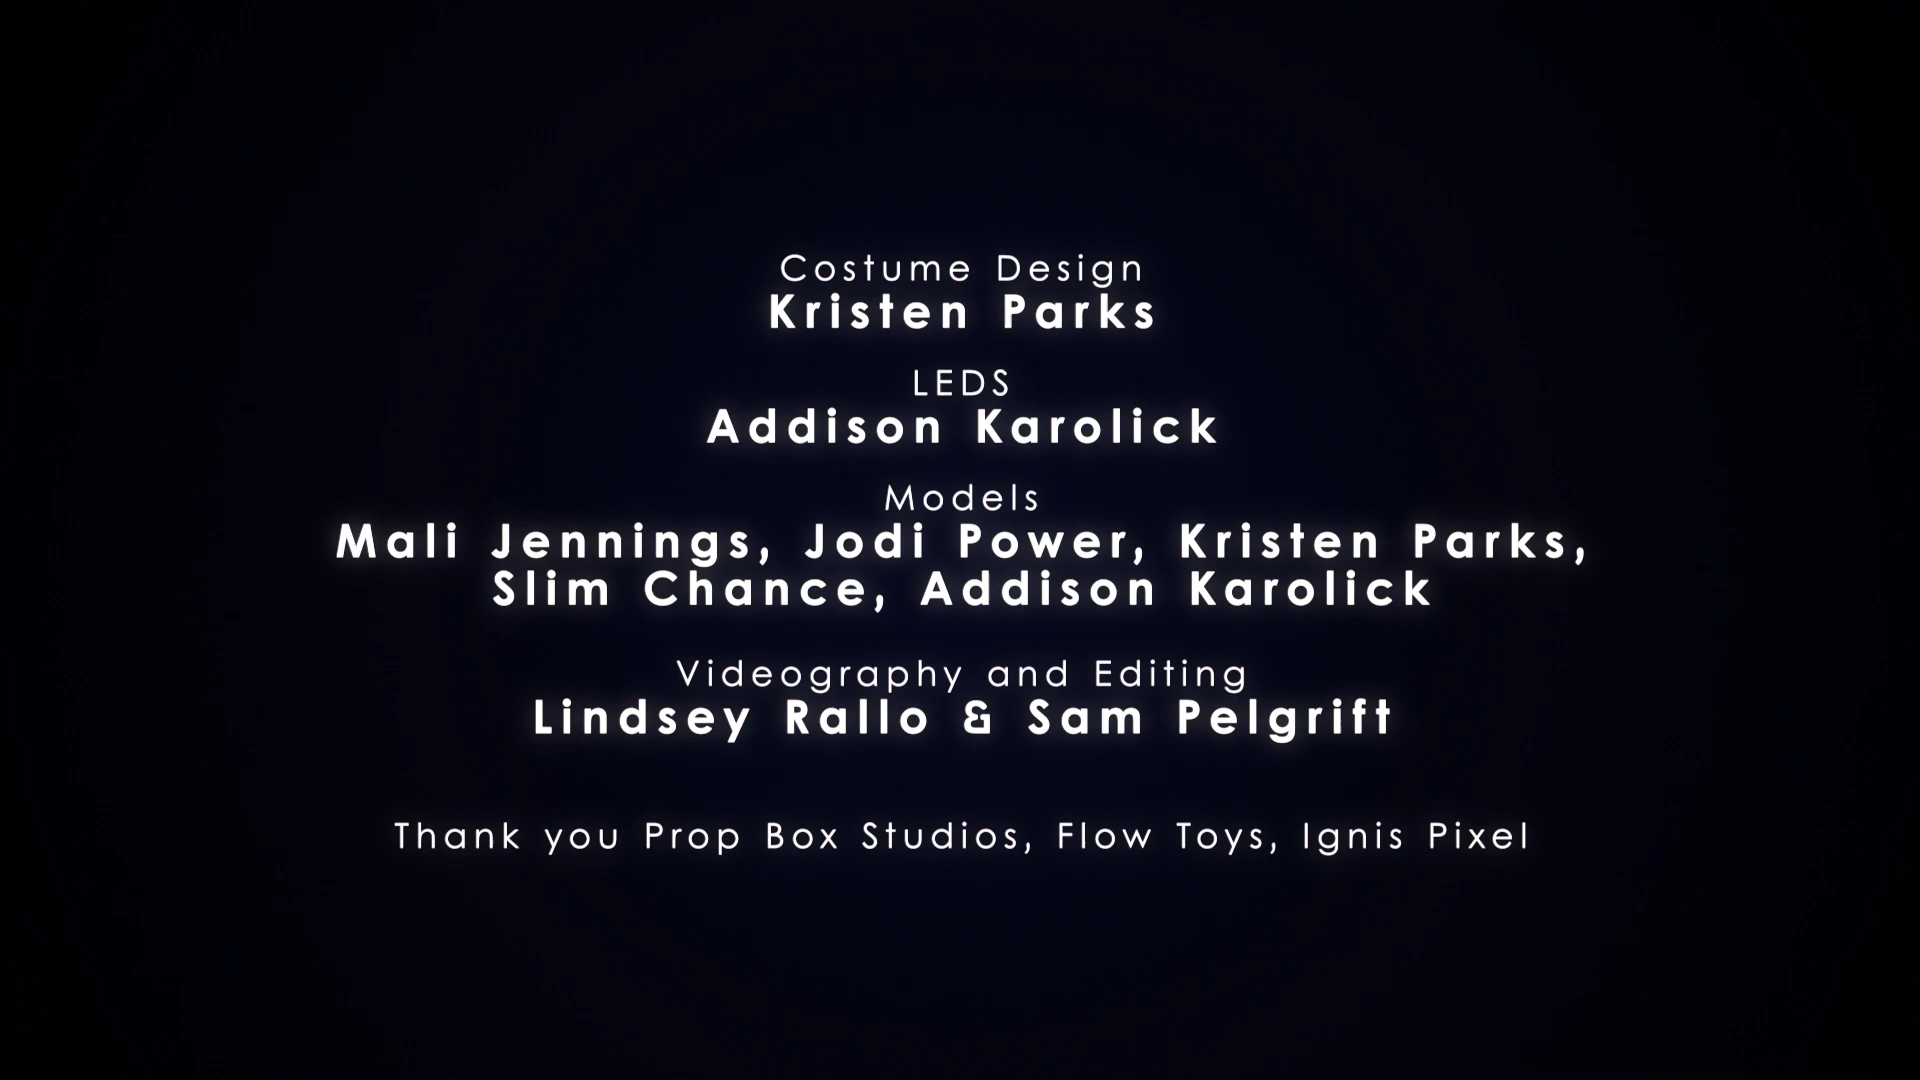 Costume Design
Kristen Parks
LEDS
Addison Karolick
Models
Mali Jennings, Jodi Power, Kristen Parks,
Slim Chance, Addison Karolick
Videography and Editing
Lindsey Rallo & Sam Pelgrift
Thank you Prop Box Studios, Flow Toys, Ignis Pixel